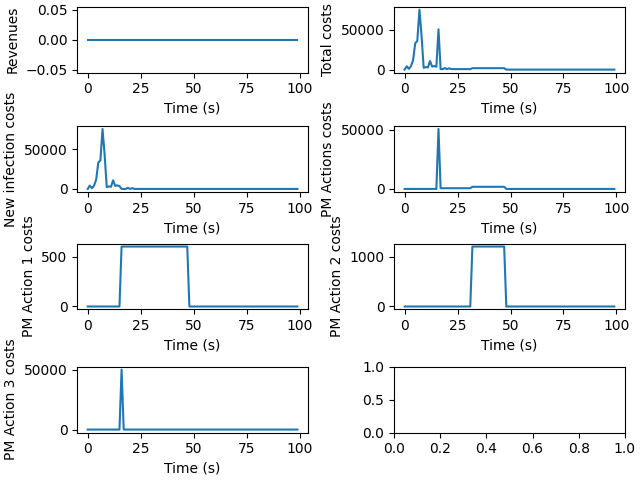 Revenues
0.05
0.00
−0.05
0 25 50 75 100
Time (s)
Total costs
50000
0
0 25 50 75 100
Time (s)
New infection costs
50000
0
0 25 50 75 100
Time (s)
PM Actions costs
50000
0
0 25 50 75 100
Time (s)
PM Action 1 costs
500
0
0 25 50 75 100
Time (s)
PM Action 2 costs
1000
0
0 25 50 75 100
Time (s)
PM Action 3 costs
50000
0
0 25 50 75 100
Time (s)
1.0
0.5
0.0
0.0 0.2 0.4 0.6 0.8 1.0